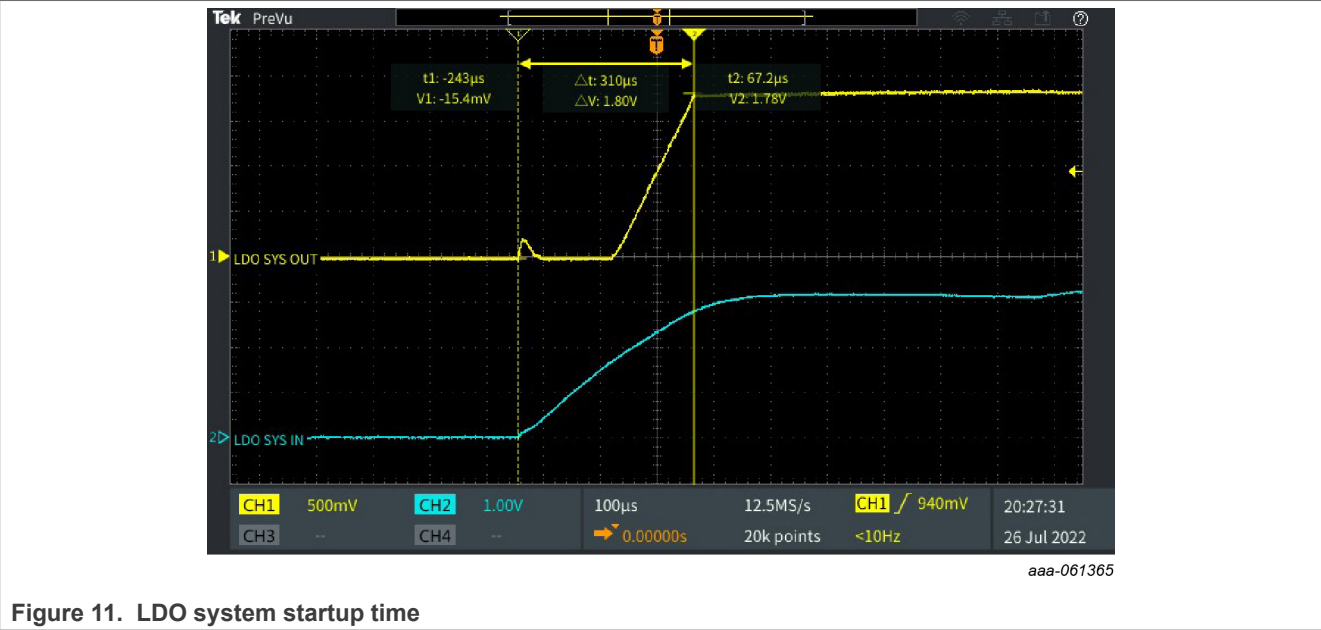 Tek PreVu
T
1 2
T
t1: -243µs △t: 310µs t2: 67.2µs
V1: -15.4mV △V: 1.80V V2: 1.78V
1 LDO SYS OUT
2 LDO SYS IN
CH1 500mV CH2 1.00V 100µs 12.5MS/s CH1 940mV 20:27:31
CH3 -- CH4 -- 0.00000s 20k points <10Hz 26 Jul 2022
aaa-061365
Figure 11. LDO system startup time